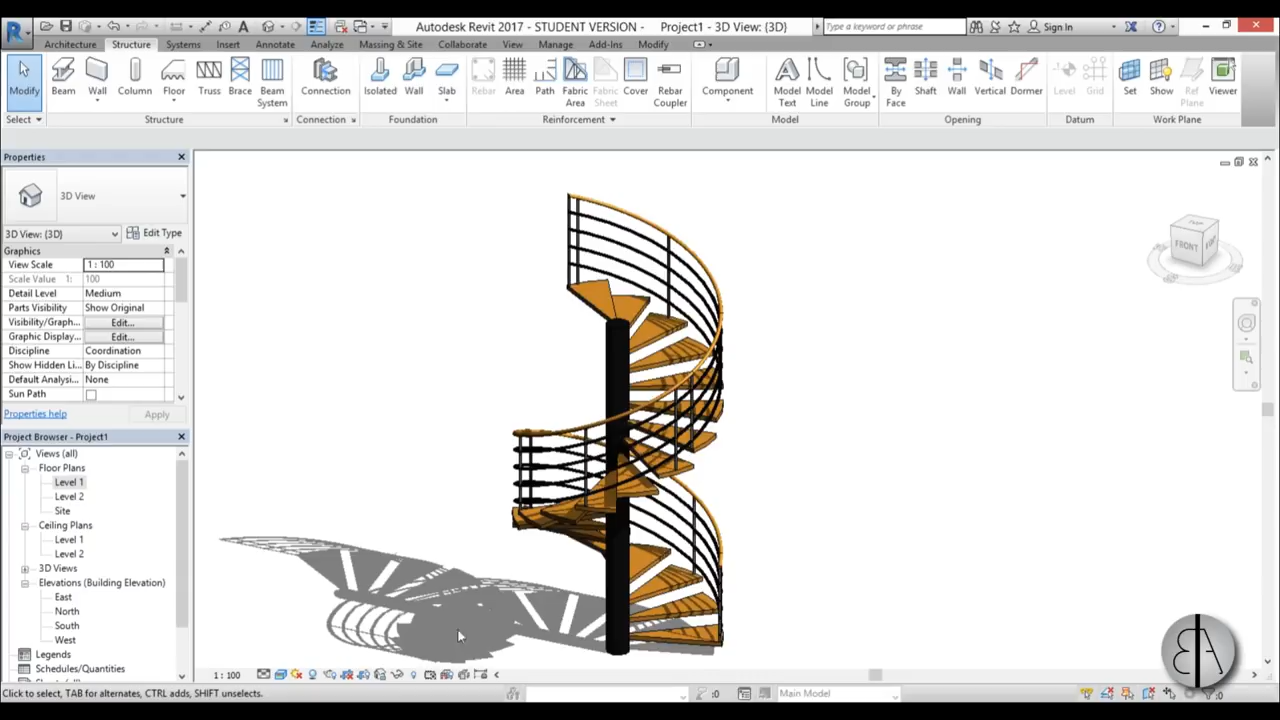 Autodesk Revit 2017 - STUDENT VERSION - Project1 - 3D View: {3D}
Type a keyword or phrase
Sign In
Architecture Structure Systems Insert Annotate Analyze Massing & Site Collaborate View Manage Add-Ins Modify
Modify Beam Wall Column Floor Truss Brace Beam System Connection Isolated Wall Slab Rebar Area Path Fabric Area Fabric Sheet Cover Rebar Coupler Component Model Text Model Line Model Group By Face Shaft Wall Vertical Dormer Level Grid Set Show Ref Plane Viewer
Select Structure Connection Foundation Reinforcement Model Opening Datum Work Plane
Properties
3D View
3D View: {3D} Edit Type
Graphics
View Scale 1 : 100
Scale Value 1: 100
Detail Level Medium
Parts Visibility Show Original
Visibility/Graph... Edit...
Graphic Display... Edit...
Discipline Coordination
Show Hidden Li... By Discipline
Default Analysi... None
Sun Path
Properties help Apply
Project Browser - Project1
Views (all)
Floor Plans
Level 1
Level 2
Site
Ceiling Plans
Level 1
Level 2
3D Views
Elevations (Building Elevation)
East
North
South
West
Legends
Schedules/Quantities
FRONT
1 : 100
Click to select, TAB for alternates, CTRL adds, SHIFT unselects.
:0
Main Model
:0